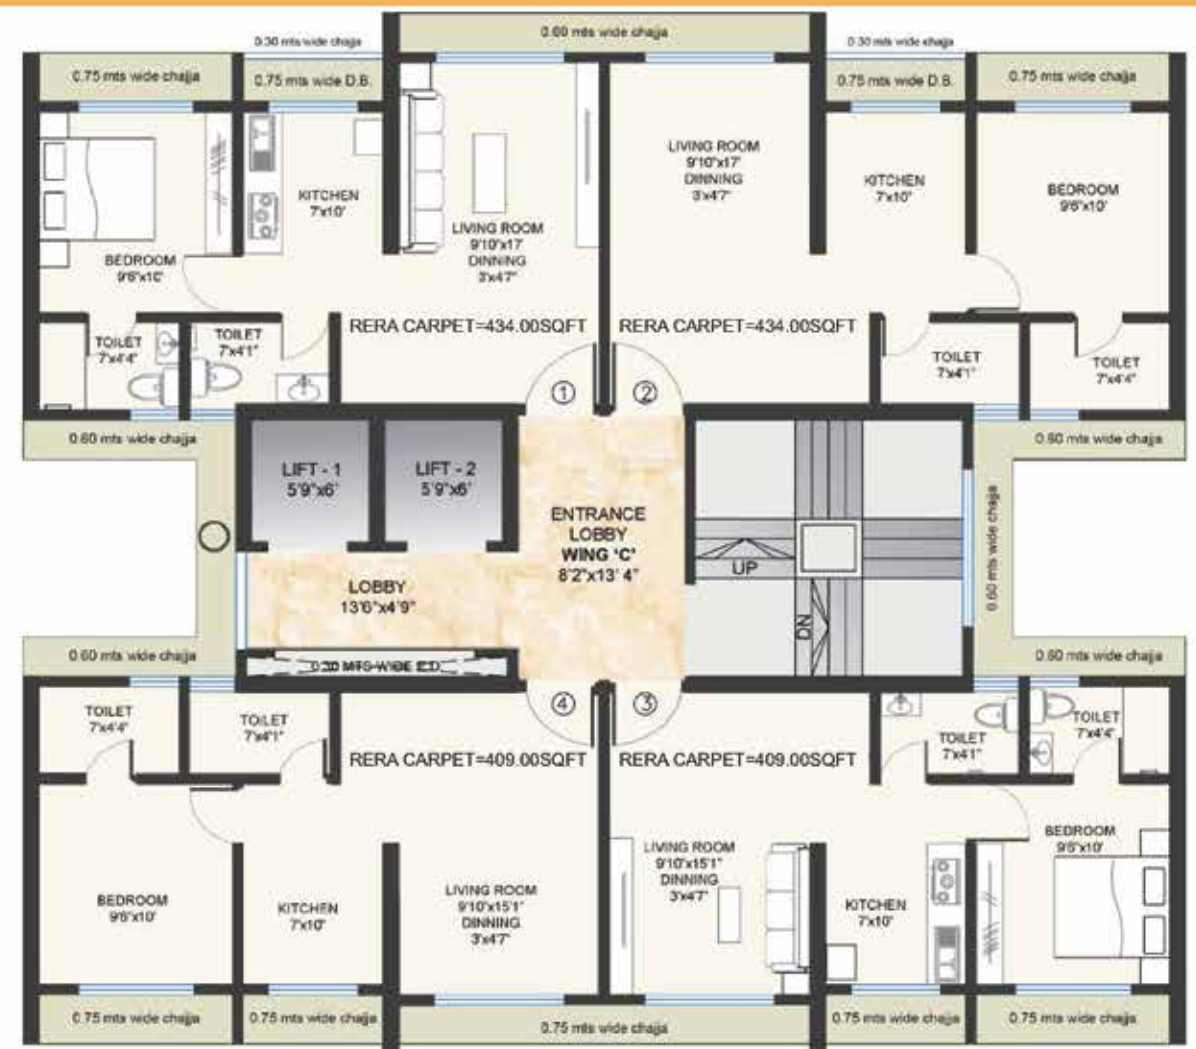 0.60 mts wide chajja
0.30 mts wide chajja
0.30 mts wide chajja
0.75 mts wide chajja
0.75 mts wide D.B.
0.75 mts wide D.B.
0.75 mts wide chajja
LIVING ROOM
9'10"x17'
DINNING
3'x4'7"
KITCHEN
7'x10'
BEDROOM
9'6"x10'
KITCHEN
7'x10'
LIVING ROOM
9'10"x17'
DINNING
3'x4'7"
BEDROOM
9'6"x10'
RERA CARPET=434.00SQFT
RERA CARPET=434.00SQFT
TOILET
7'x4'4"
TOILET
7'x4'1"
TOILET
7'x4'1"
TOILET
7'x4'4"
1
2
0.60 mts wide chajja
0.60 mts wide chajja
LIFT - 1
5'9"x6'
LIFT - 2
5'9"x6'
ENTRANCE
LOBBY
WING 'C'
8'2"x13' 4"
UP
DN
0.60 mts wide chajja
LOBBY
13'6"x4'9"
0.60 mts wide chajja
0.30 MTS WIDE E.D.
0.60 mts wide chajja
4
3
TOILET
7'x4'4"
TOILET
7'x4'1"
TOILET
7'x4'1"
TOILET
7'x4'4"
RERA CARPET=409.00SQFT
RERA CARPET=409.00SQFT
BEDROOM
9'6"x10'
KITCHEN
7'x10'
LIVING ROOM
9'10"x15'1"
DINNING
3'x4'7"
LIVING ROOM
9'10"x15'1"
DINNING
3'x4'7"
KITCHEN
7'x10'
BEDROOM
9'6"x10'
0.75 mts wide chajja
0.75 mts wide chajja
0.75 mts wide chajja
0.75 mts wide chajja
0.75 mts wide chajja